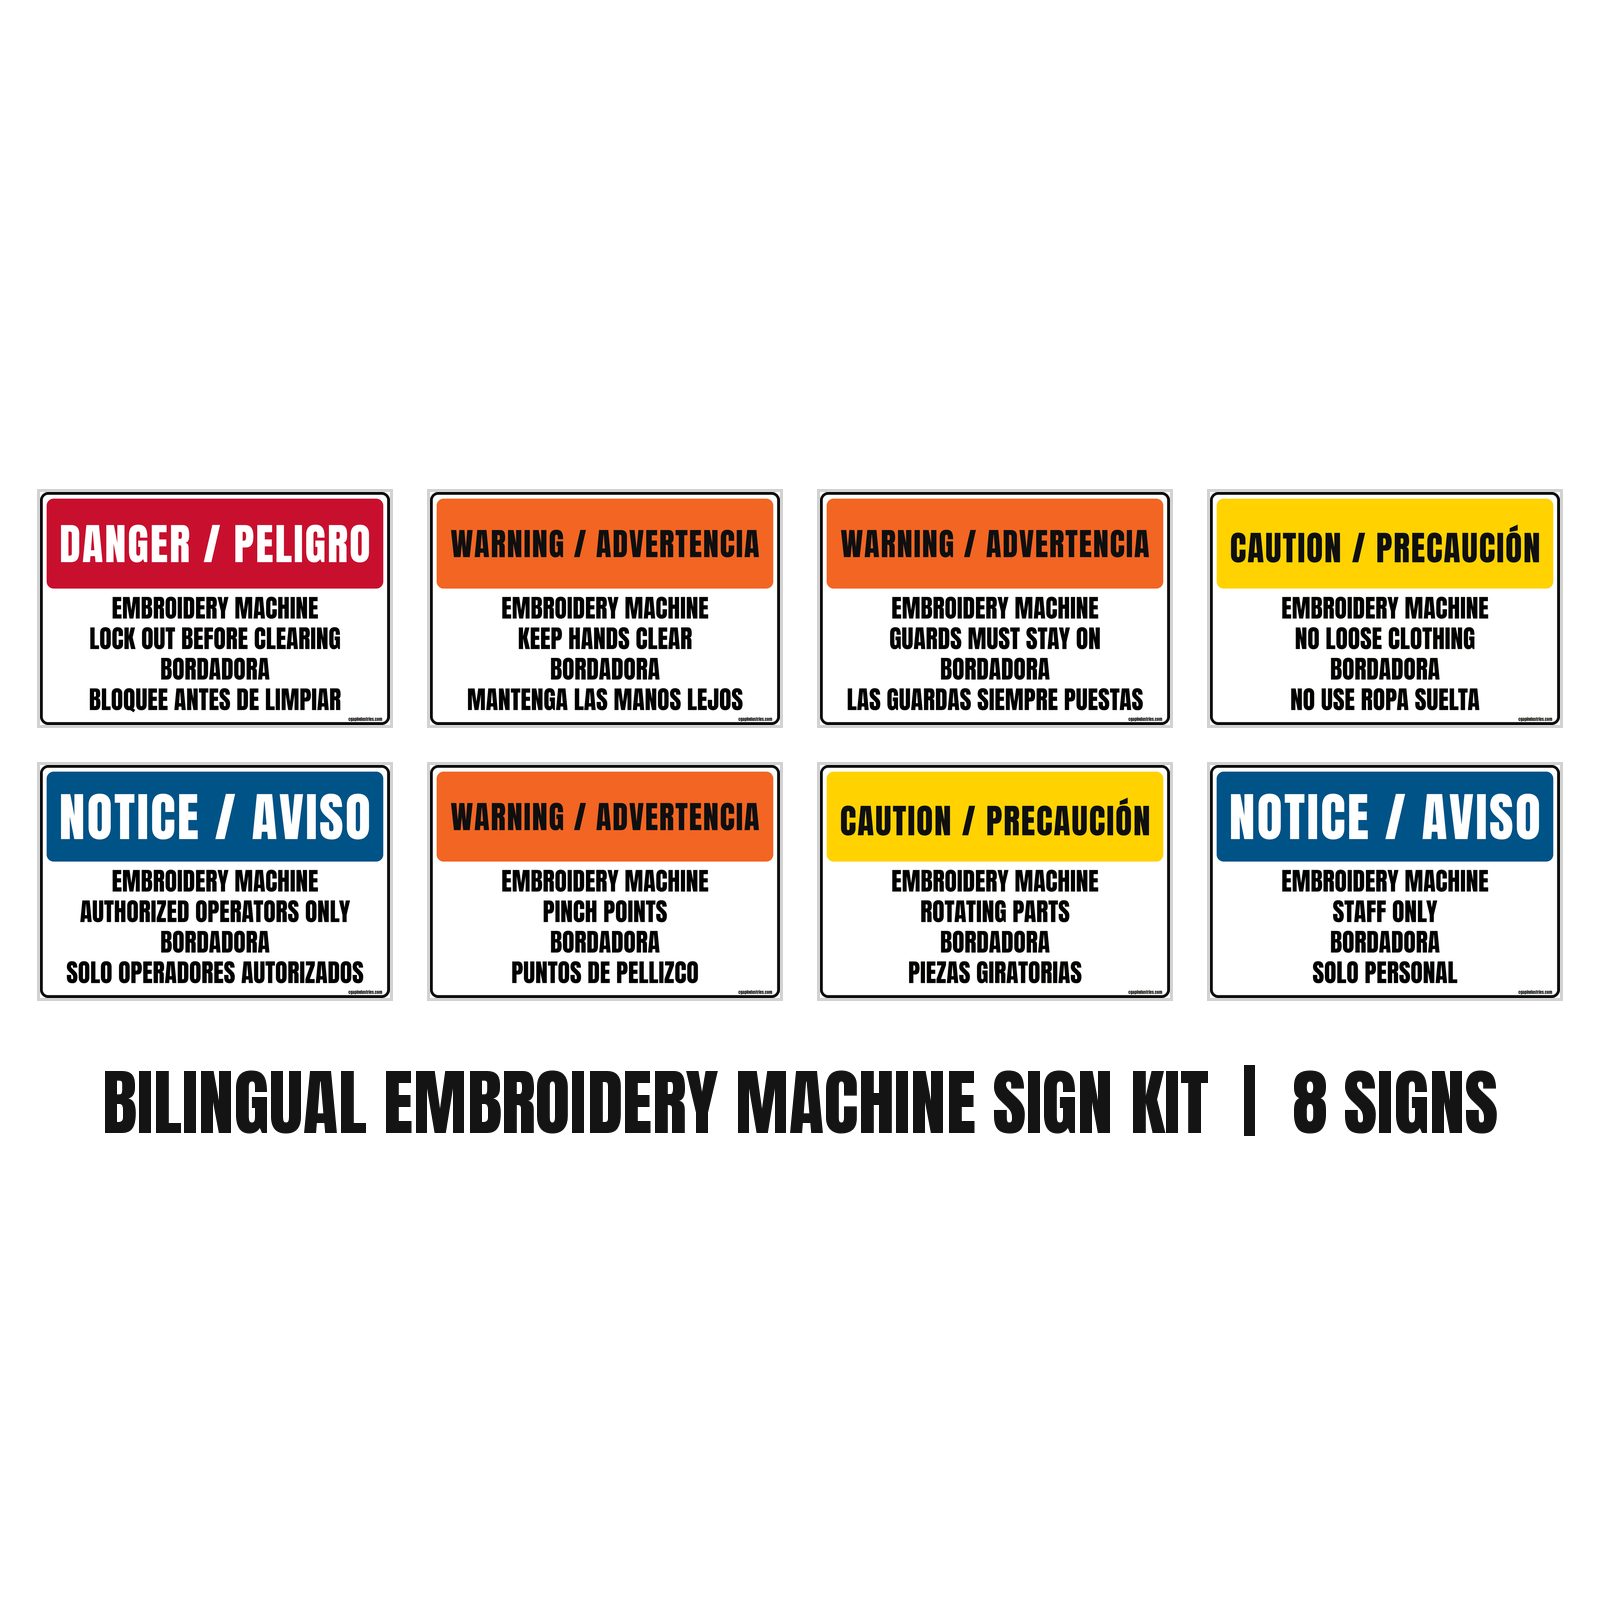 DANGER / PELIGRO
EMBROIDERY MACHINE
LOCK OUT BEFORE CLEARING
BORDADORA
BLOQUEE ANTES DE LIMPIAR
cgaphindustries.com
WARNING / ADVERTENCIA
EMBROIDERY MACHINE
KEEP HANDS CLEAR
BORDADORA
MANTENGA LAS MANOS LEJOS
WARNING / ADVERTENCIA
EMBROIDERY MACHINE
GUARDS MUST STAY ON
BORDADORA
LAS GUARDAS SIEMPRE PUESTAS
CAUTION / PRECAUCIÓN
EMBROIDERY MACHINE
NO LOOSE CLOTHING
BORDADORA
NO USE ROPA SUELTA
NOTICE / AVISO
EMBROIDERY MACHINE
AUTHORIZED OPERATORS ONLY
BORDADORA
SOLO OPERADORES AUTORIZADOS
WARNING / ADVERTENCIA
EMBROIDERY MACHINE
PINCH POINTS
BORDADORA
PUNTOS DE PELLIZCO
CAUTION / PRECAUCIÓN
EMBROIDERY MACHINE
ROTATING PARTS
BORDADORA
PIEZAS GIRATORIAS
NOTICE / AVISO
EMBROIDERY MACHINE
STAFF ONLY
BORDADORA
SOLO PERSONAL
BILINGUAL EMBROIDERY MACHINE SIGN KIT | 8 SIGNS